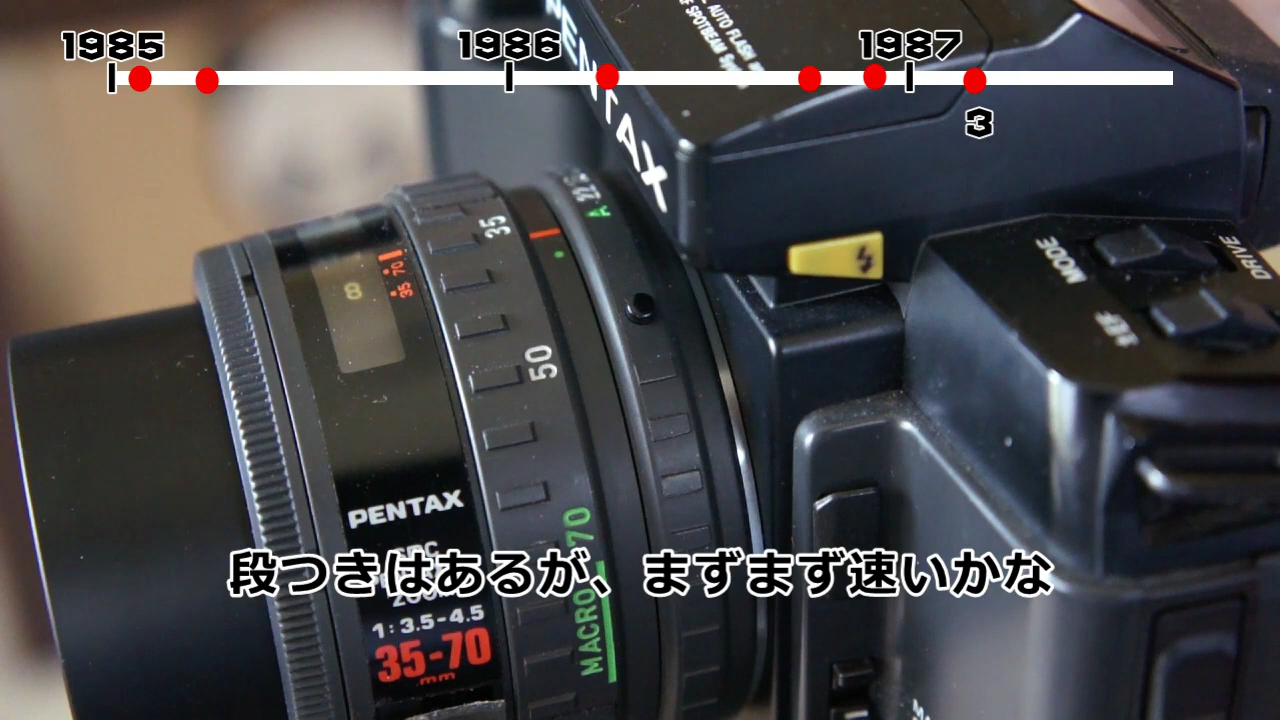 1985
1986
1987
3
PENTAX
AUTO FLASH
SPOTBEAM
22
A
35
50
70
MACRO
∞
35 70
MODE
DRIVE
PENTAX
ZOOM
1:3.5-4.5
35-70
mm
段つきはあるが、まずまず速いかな